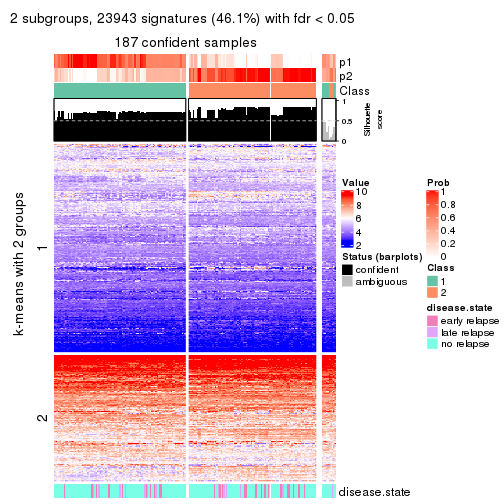 2 subgroups, 23943 signatures (46.1%) with fdr < 0.05
187 confident samples
p1
p2
Class
1
0.5
0
Silhouette
score
k-means with 2 groups
1
2
disease.state
Value
10
8
6
4
2
Status (barplots)
confident
ambiguous
Prob
1
0.8
0.6
0.4
0.2
0
Class
1
2
disease.state
early relapse
late relapse
no relapse